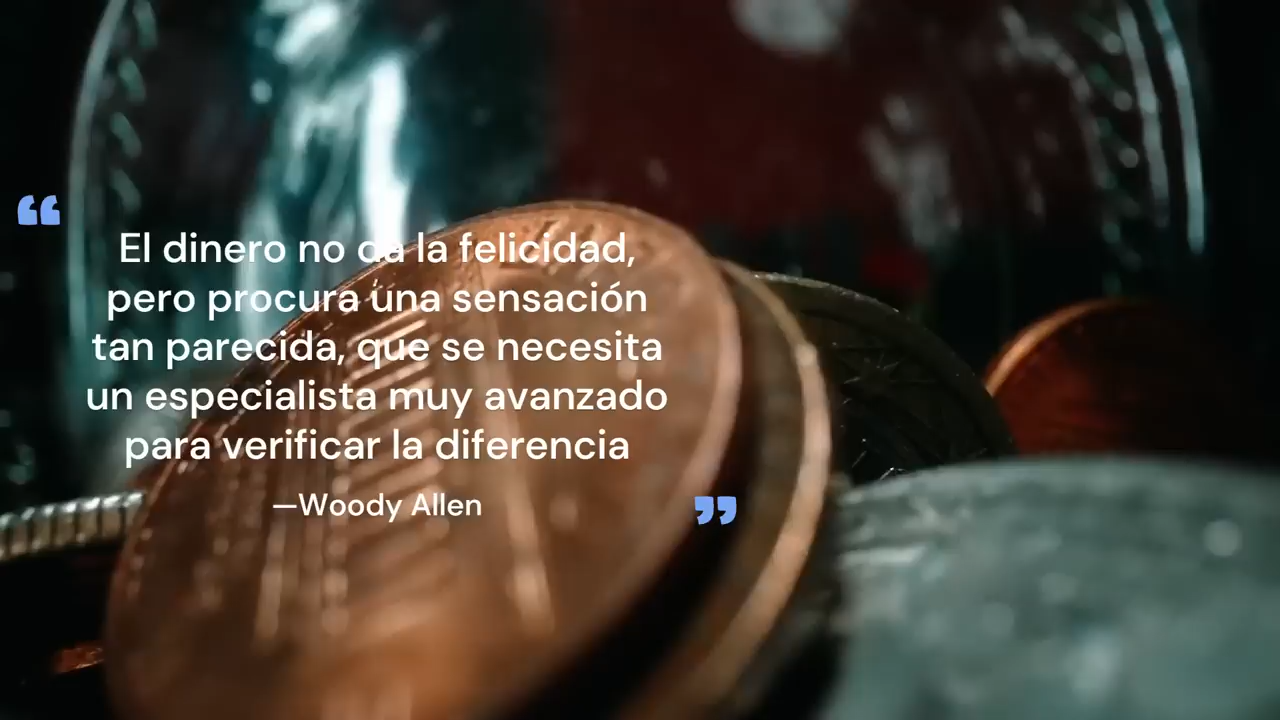 “
El dinero no da la felicidad,
pero procura una sensación
tan parecida, que se necesita
un especialista muy avanzado
para verificar la diferencia
—Woody Allen
”